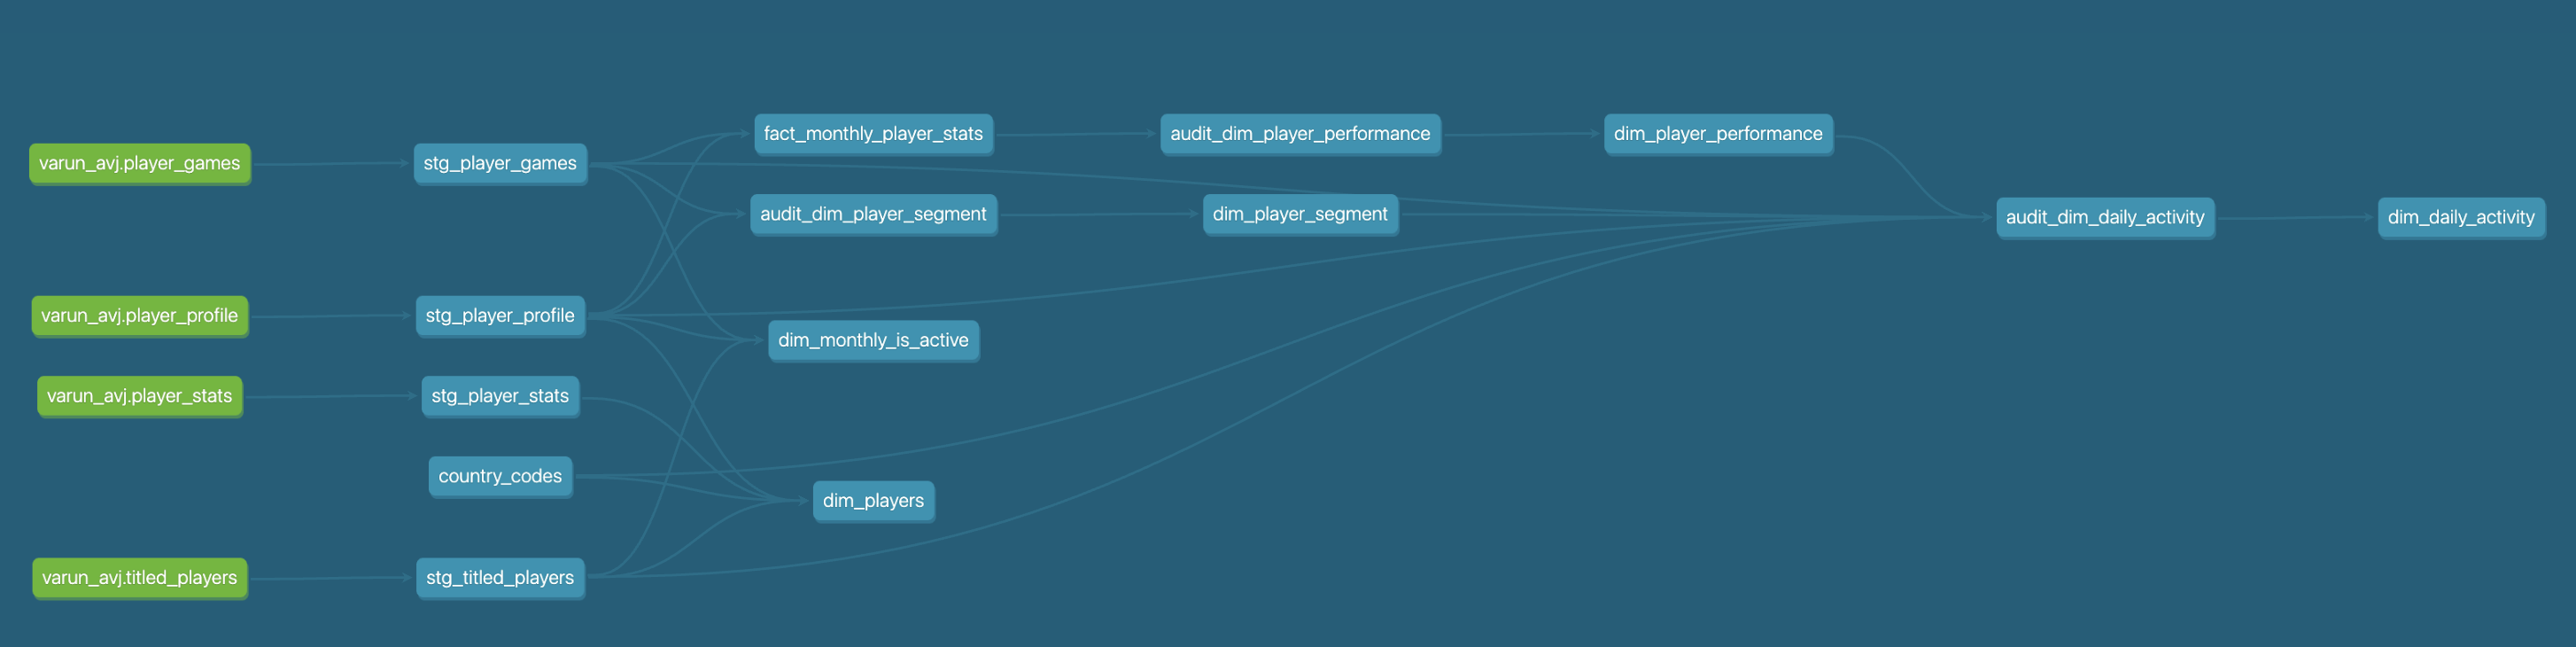 varun_avj.player_games
stg_player_games
fact_monthly_player_stats
audit_dim_player_performance
dim_player_performance
audit_dim_player_segment
dim_player_segment
audit_dim_daily_activity
dim_daily_activity
varun_avj.player_profile
stg_player_profile
dim_monthly_is_active
varun_avj.player_stats
stg_player_stats
country_codes
dim_players
varun_avj.titled_players
stg_titled_players